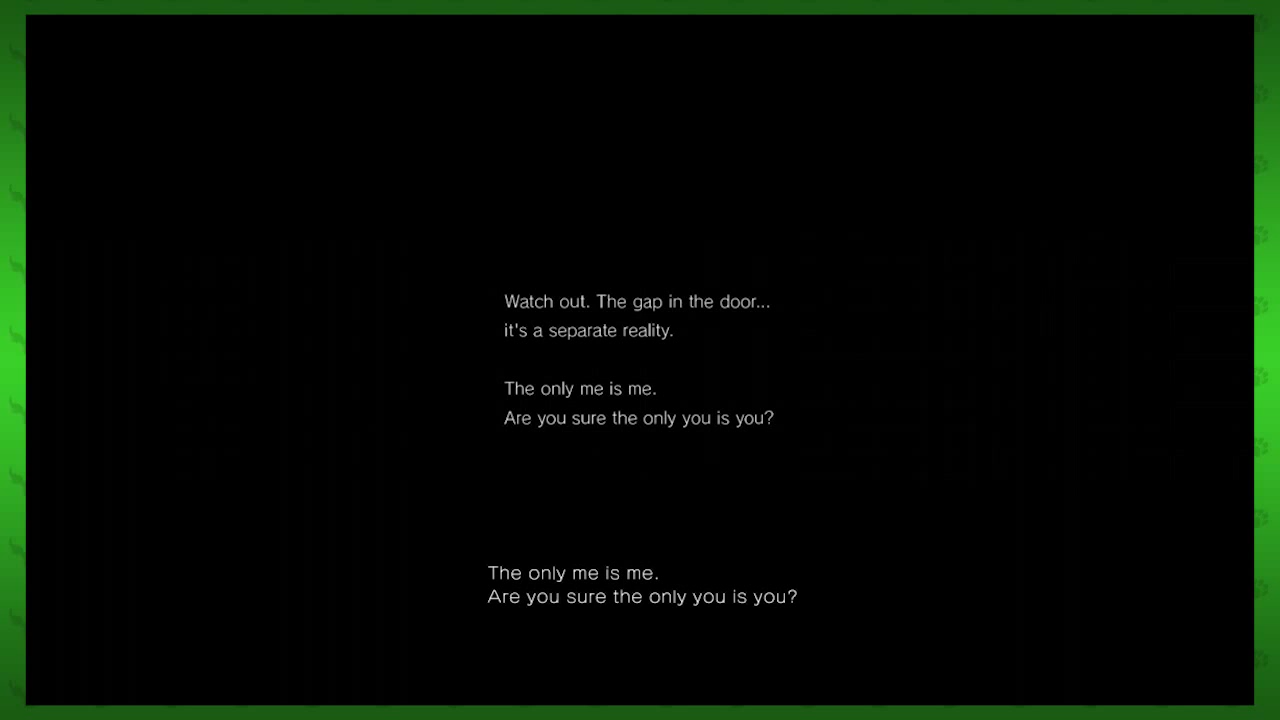 Watch out. The gap in the door...
it's a separate reality.
The only me is me.
Are you sure the only you is you?
The only me is me.
Are you sure the only you is you?